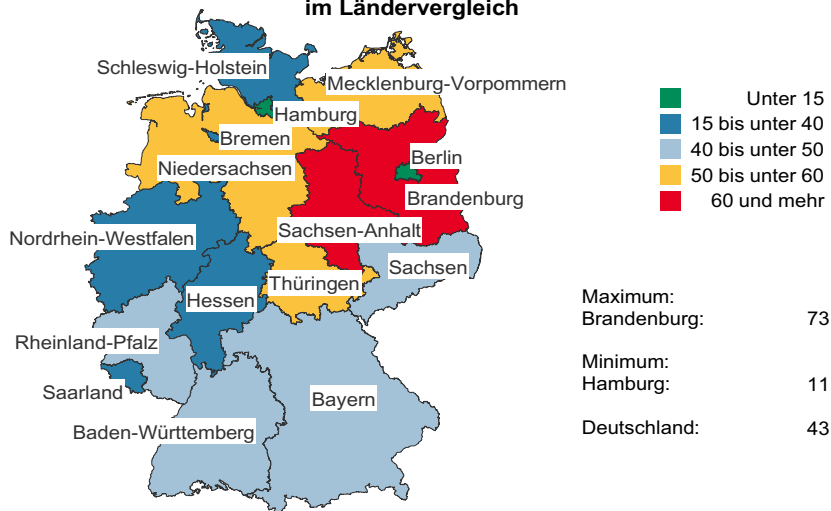 im Ländervergleich
Schleswig-Holstein
Mecklenburg-Vorpommern
Hamburg
Bremen
Niedersachsen
Berlin
Brandenburg
Sachsen-Anhalt
Nordrhein-Westfalen
Sachsen
Thüringen
Hessen
Rheinland-Pfalz
Saarland
Bayern
Baden-Württemberg
Unter 15
15 bis unter 40
40 bis unter 50
50 bis unter 60
60 und mehr
Maximum:
Brandenburg: 73
Minimum:
Hamburg: 11
Deutschland: 43